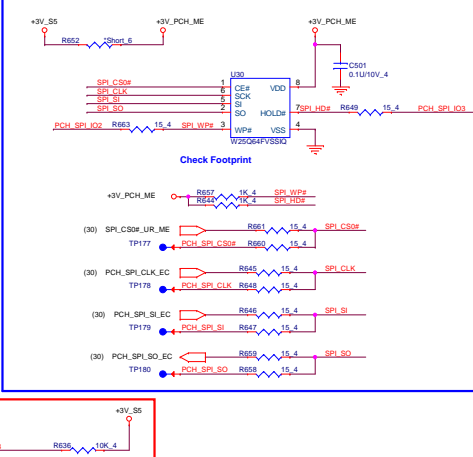 +3V_S5 +3V_PCH_ME +3V_PCH_ME
R652 *Short_6
C501
0.1U/10V_4
U30
SPI_CS0# 1 CE# VDD 8
SPI_CLK 6 SCK
SPI_SI 5 SI
SPI_SO 2 SO HOLD# 7 SPI_HD# R649 15_4 PCH_SPI_IO3
PCH_SPI_IO2 R663 15_4 SPI_WP# 3 WP# VSS 4
W25Q64FVSSIQ
Check Footprint
+3V_PCH_ME R657 1K_4 SPI_WP#
R644 1K_4 SPI_HD#
(30) SPI_CS0#_UR_ME R661 15_4 SPI_CS0#
TP177 PCH_SPI_CS0# R660 15_4
(30) PCH_SPI_CLK_EC R645 15_4 SPI_CLK
TP178 PCH_SPI_CLK R648 15_4
(30) PCH_SPI_SI_EC R646 15_4 SPI_SI
TP179 PCH_SPI_SI R647 15_4
(30) PCH_SPI_SO_EC R659 15_4 SPI_SO
TP180 PCH_SPI_SO R658 15_4
+3V_S5
R636 10K_4